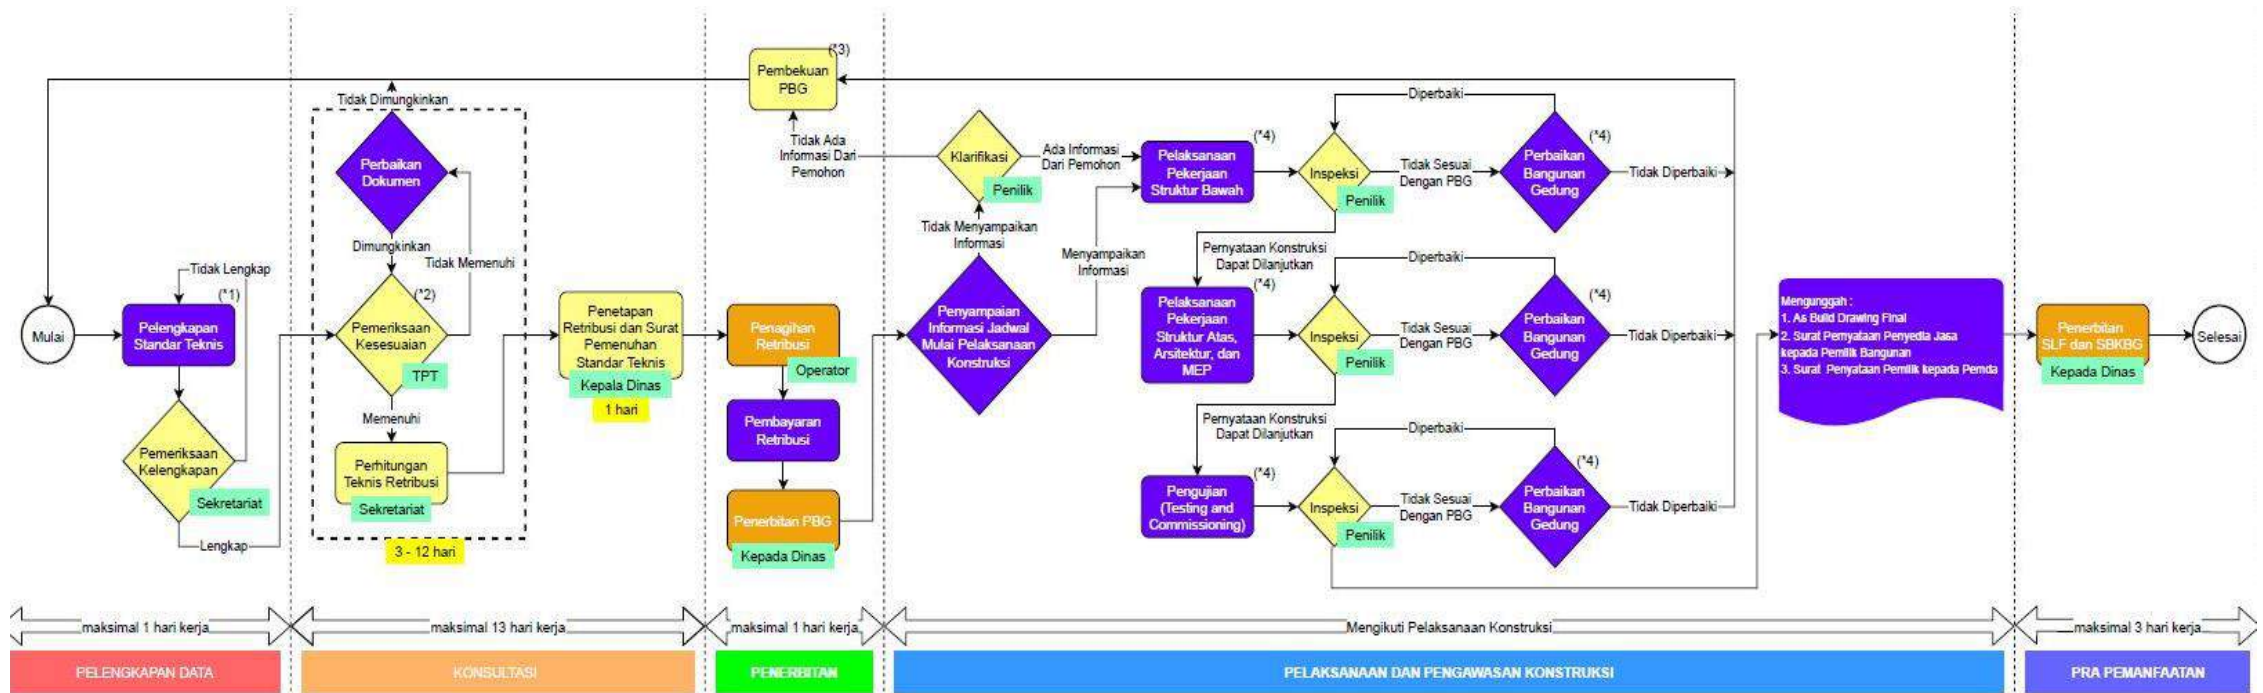 Mulai
Tidak Lengkap
(*1)
Pelengkapan
Standar Teknis
Pemeriksaan
Kelengkapan
Sekretariat
Lengkap
Tidak Dimungkinkan
Perbaikan
Dokumen
Dimungkinkan
Tidak Memenuhi
(*2)
Pemeriksaan
Kesesuaian
TPT
Memenuhi
Perhitungan
Teknis Retribusi
Sekretariat
3 - 12 hari
Penetapan
Retribusi dan Surat
Pemenuhan
Standar Teknis
Kepala Dinas
1 hari
(*3)
Pembekuan
PBG
Tidak Ada
Informasi Dari
Pemohon
Penagihan
Retribusi
Operator
Pembayaran
Retribusi
Penerbitan PBG
Kepada Dinas
Klarifikasi
Penilik
Ada Informasi
Dari Pemohon
Tidak Menyampaikan
Informasi
Menyampaikan
Informasi
Penyampaian
Informasi Jadwal
Mulai Pelaksanaan
Konstruksi
(*4)
Pelaksanaan
Pekerjaan
Struktur Bawah
Diperbaiki
Inspeksi
Penilik
Tidak Sesuai
Dengan PBG
(*4)
Perbaikan
Bangunan
Gedung
Tidak Diperbaiki
Pernyataan Konstruksi
Dapat Dilanjutkan
(*4)
Pelaksanaan
Pekerjaan
Struktur Atas,
Arsitektur, dan
MEP
Diperbaiki
Inspeksi
Penilik
Tidak Sesuai
Dengan PBG
(*4)
Perbaikan
Bangunan
Gedung
Tidak Diperbaiki
Pernyataan Konstruksi
Dapat Dilanjutkan
(*4)
Pengujian
(Testing and
Commissioning)
Diperbaiki
Inspeksi
Penilik
Tidak Sesuai
Dengan PBG
(*4)
Perbaikan
Bangunan
Gedung
Tidak Diperbaiki
Mengunggah :
1. As Build Drawing Final
2. Surat Pernyataan Penyedia Jasa
kepada Pemilik Bangunan
3. Surat Penyataan Pemilik kepada Pemda
Penerbitan
SLF dan SBKBG
Kepada Dinas
Selesai
maksimal 1 hari kerja
maksimal 13 hari kerja
maksimal 1 hari kerja
Mengikuti Pelaksanaan Konstruksi
maksimal 3 hari kerja
PELENGKAPAN DATA
KONSULTASI
PENERBITAN
PELAKSANAAN DAN PENGAWASAN KONSTRUKSI
PRA PEMANFAATAN